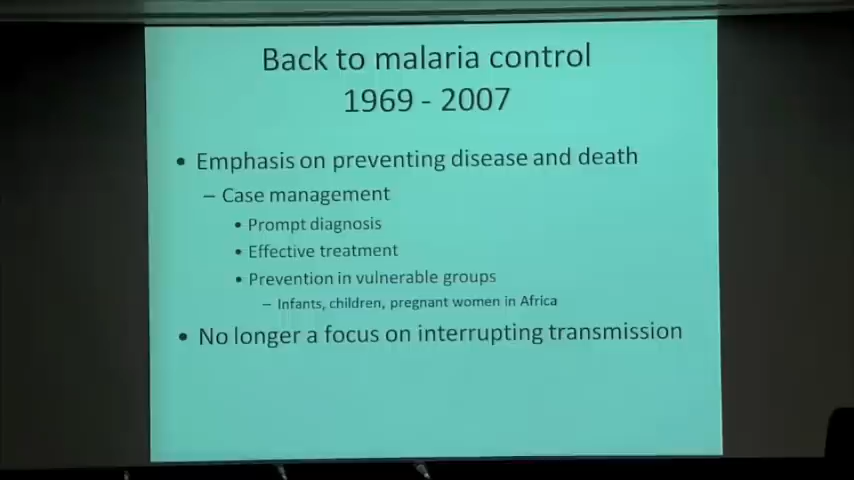 Back to malaria control
1969 - 2007
• Emphasis on preventing disease and death
– Case management
• Prompt diagnosis
• Effective treatment
• Prevention in vulnerable groups
– Infants, children, pregnant women in Africa
• No longer a focus on interrupting transmission